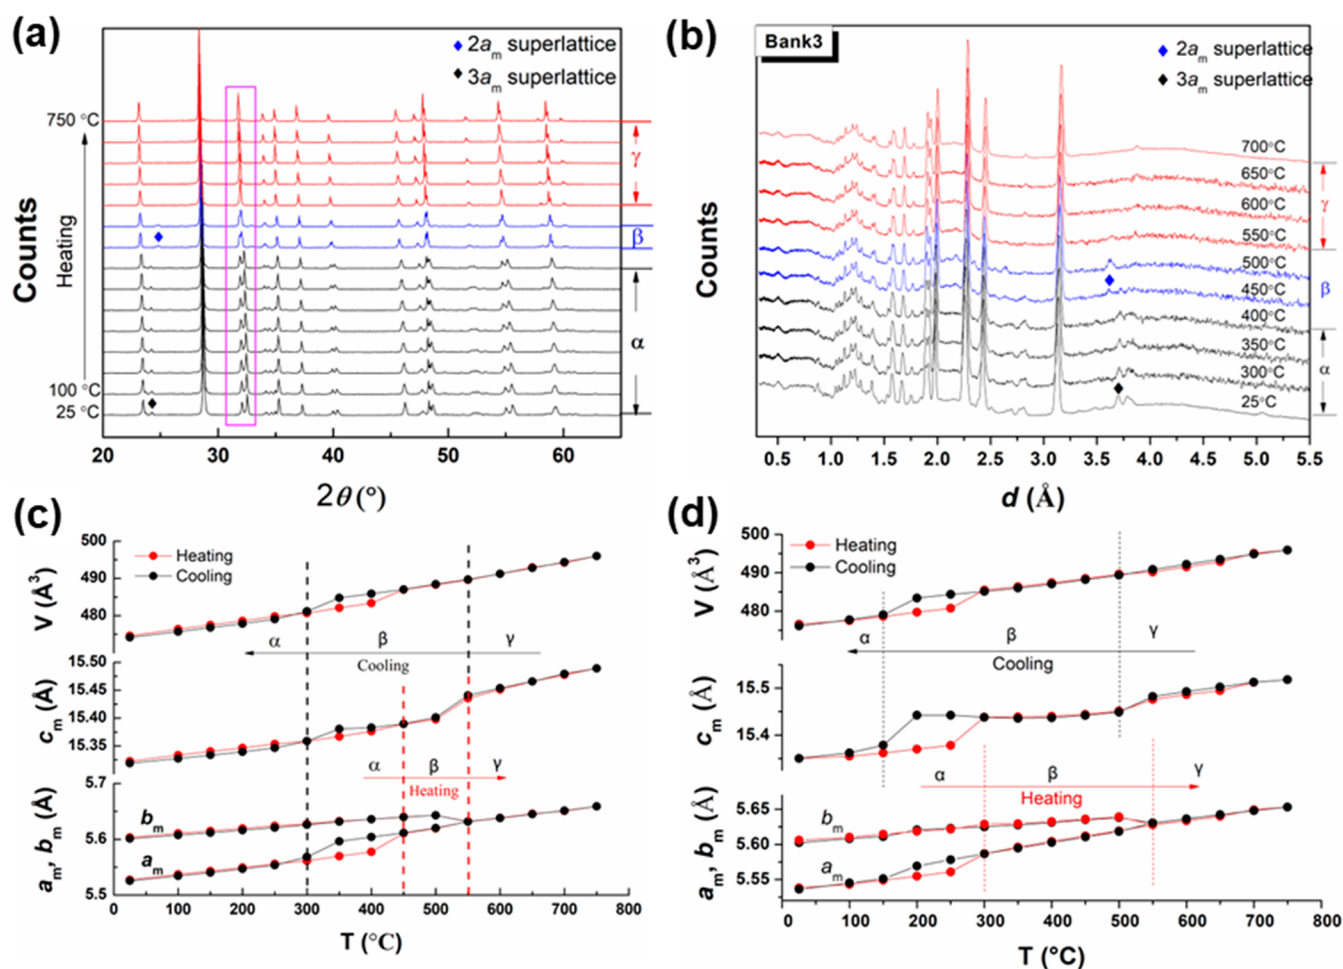 (a)
2am superlattice
3am superlattice
750 °C
Heating
100 °C
25 °C
Counts
γ
β
α
20 30 40 50 60
2θ (°)
(b)
Bank3
2am superlattice
3am superlattice
700°C
650°C
600°C
550°C
500°C
450°C
400°C
350°C
300°C
25°C
Counts
γ
β
α
0.5 1.0 1.5 2.0 2.5 3.0 3.5 4.0 4.5 5.0 5.5
d (Å)
(c)
Heating
Cooling
500
490
480
V (Å3)
α β γ
Cooling
15.50
15.45
15.35
cm (Å)
α β γ
Heating
bm
am
5.6
5.5
am, bm (Å)
0 100 200 300 400 500 600 700 800
T (°C)
(d)
Heating
Cooling
500
490
480
V (Å3)
α β γ
Cooling
15.5
15.4
cm (Å)
α β γ
Heating
bm
am
5.65
5.60
5.55
am, bm (Å)
0 100 200 300 400 500 600 700 800
T (°C)